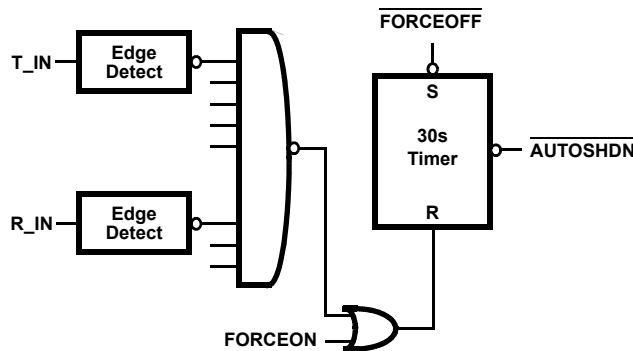 FORCEOFF
T_IN
Edge
Detect
S
30s
Timer
AUTOSHDN
R_IN
Edge
Detect
R
FORCEON